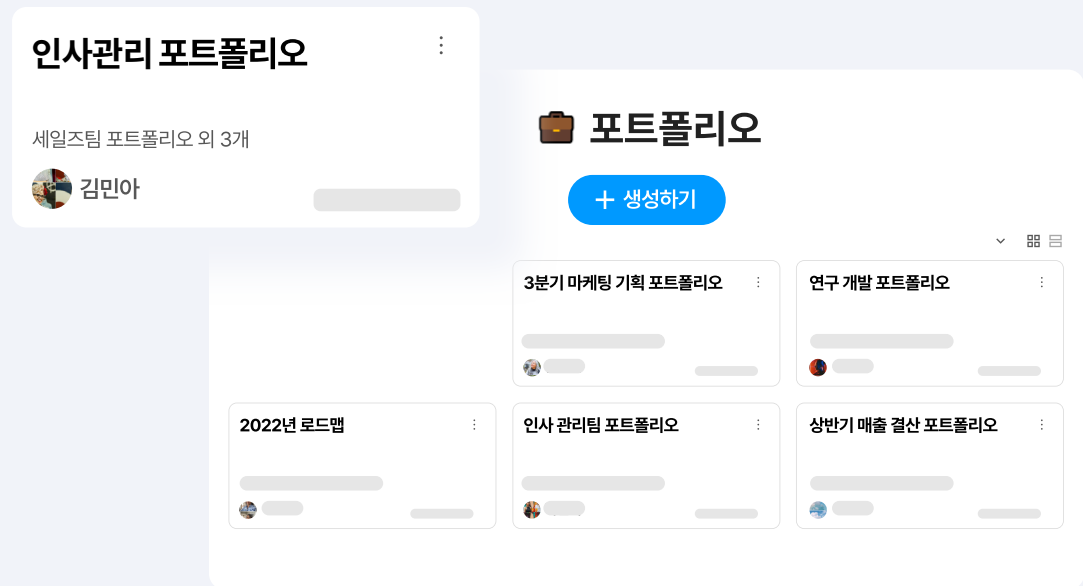 인사관리 포트폴리오
세일즈팀 포트폴리오 외 3개
김민아
포트폴리오
생성하기
3분기 마케팅 기획 포트폴리오
연구 개발 포트폴리오
2022년 로드맵
인사 관리팀 포트폴리오
상반기 매출 결산 포트폴리오